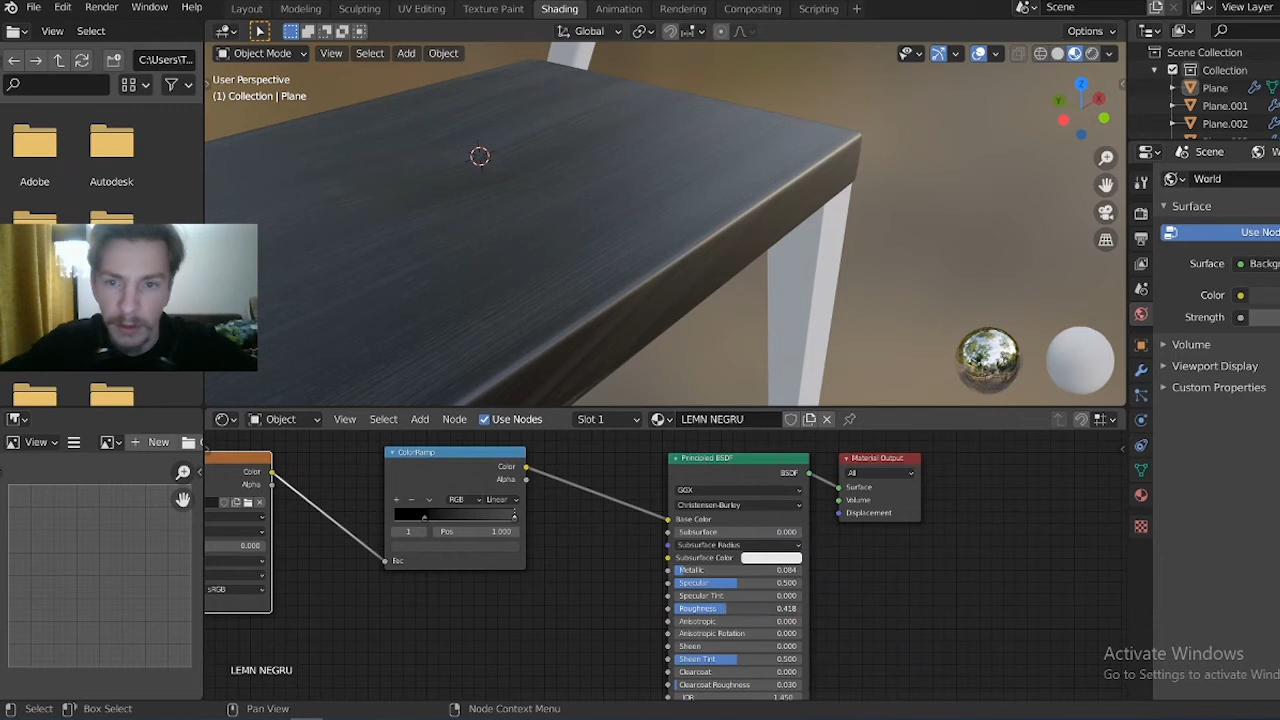 File Edit Render Window Help Layout Modeling Sculpting UV Editing Texture Paint Shading Animation Rendering Compositing Scripting + Scene View Layer
View Select Global Options
C:\Users\T... Object Mode View Select Add Object Scene Collection
User Perspective
(1) Collection | Plane
Collection
Plane
Plane.001
Plane.002
Z
Y X
Adobe Autodesk
Scene World
World
Surface
Use Nod
Surface: Backg
Color
Strength
Volume
Viewport Display
Custom Properties
View New Object View Select Add Node Use Nodes Slot 1 LEMN NEGRU
Color
Alpha
0.000
sRGB
ColorRamp
Color
Alpha
RGB Linear
1 Pos 1.000
Fac
Principled BSDF
BSDF
GGX
Christensen-Burley
Base Color
Subsurface 0.000
Subsurface Radius
Subsurface Color
Metallic 0.084
Specular 0.500
Specular Tint 0.000
Roughness 0.418
Anisotropic 0.000
Anisotropic Rotation 0.000
Sheen 0.000
Sheen Tint 0.500
Clearcoat 0.000
Clearcoat Roughness 0.030
IOR 1.450
Material Output
All
Surface
Volume
Displacement
LEMN NEGRU
Activate Windows
Go to Settings to activate Wind
Select Box Select Pan View Node Context Menu